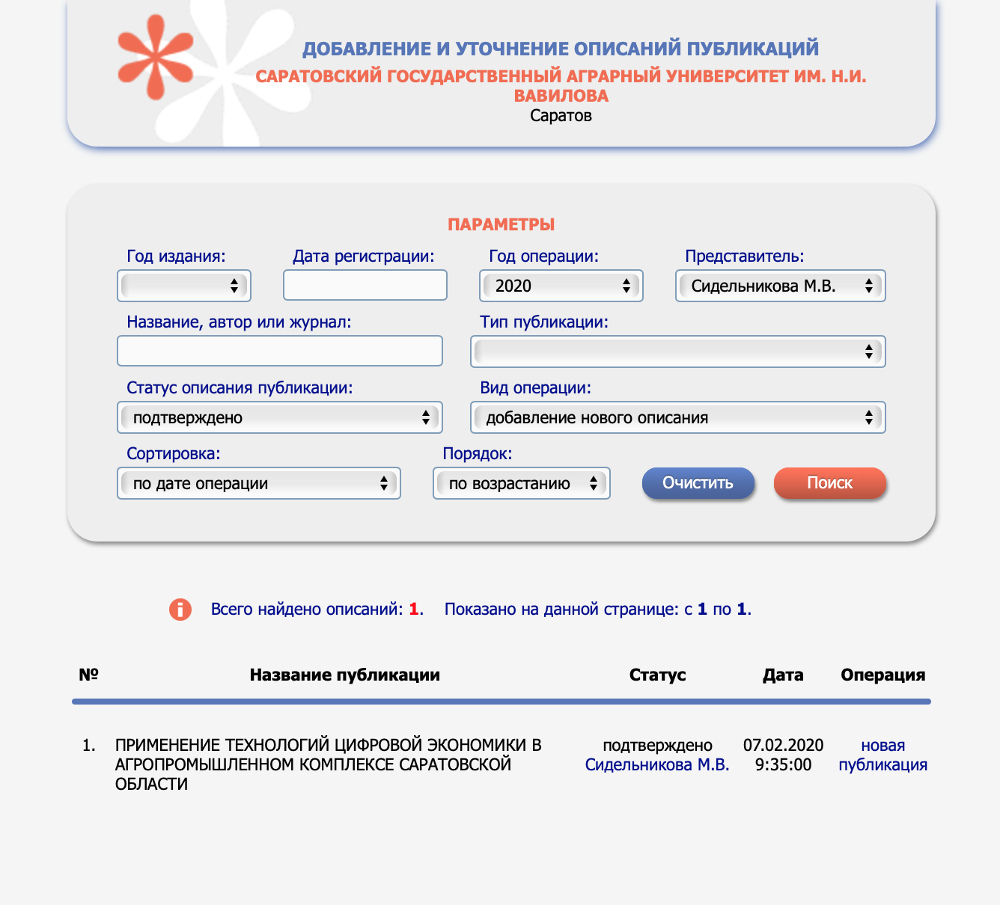 ДОБАВЛЕНИЕ И УТОЧНЕНИЕ ОПИСАНИЙ ПУБЛИКАЦИЙ
САРАТОВСКИЙ ГОСУДАРСТВЕННЫЙ АГРАРНЫЙ УНИВЕРСИТЕТ ИМ. Н.И.
ВАВИЛОВА
Саратов
ПАРАМЕТРЫ
Год издания: Дата регистрации: Год операции: Представитель:
2020 Сидельникова М.В.
Название, автор или журнал: Тип публикации:
Статус описания публикации: Вид операции:
подтверждено добавление нового описания
Сортировка: Порядок:
по дате операции по возрастанию Очистить Поиск
Всего найдено описаний: 1. Показано на данной странице: с 1 по 1.
№ Название публикации Статус Дата Операция
1. ПРИМЕНЕНИЕ ТЕХНОЛОГИЙ ЦИФРОВОЙ ЭКОНОМИКИ В подтверждено 07.02.2020 новая
АГРОПРОМЫШЛЕННОМ КОМПЛЕКСЕ САРАТОВСКОЙ Сидельникова М.В. 9:35:00 публикация
ОБЛАСТИ